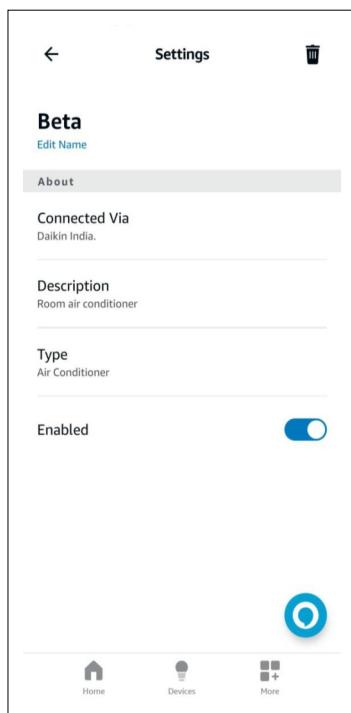 Settings
Beta
Edit Name
About
Connected Via
Daikin India.
Description
Room air conditioner
Type
Air Conditioner
Enabled
Home
Devices
More